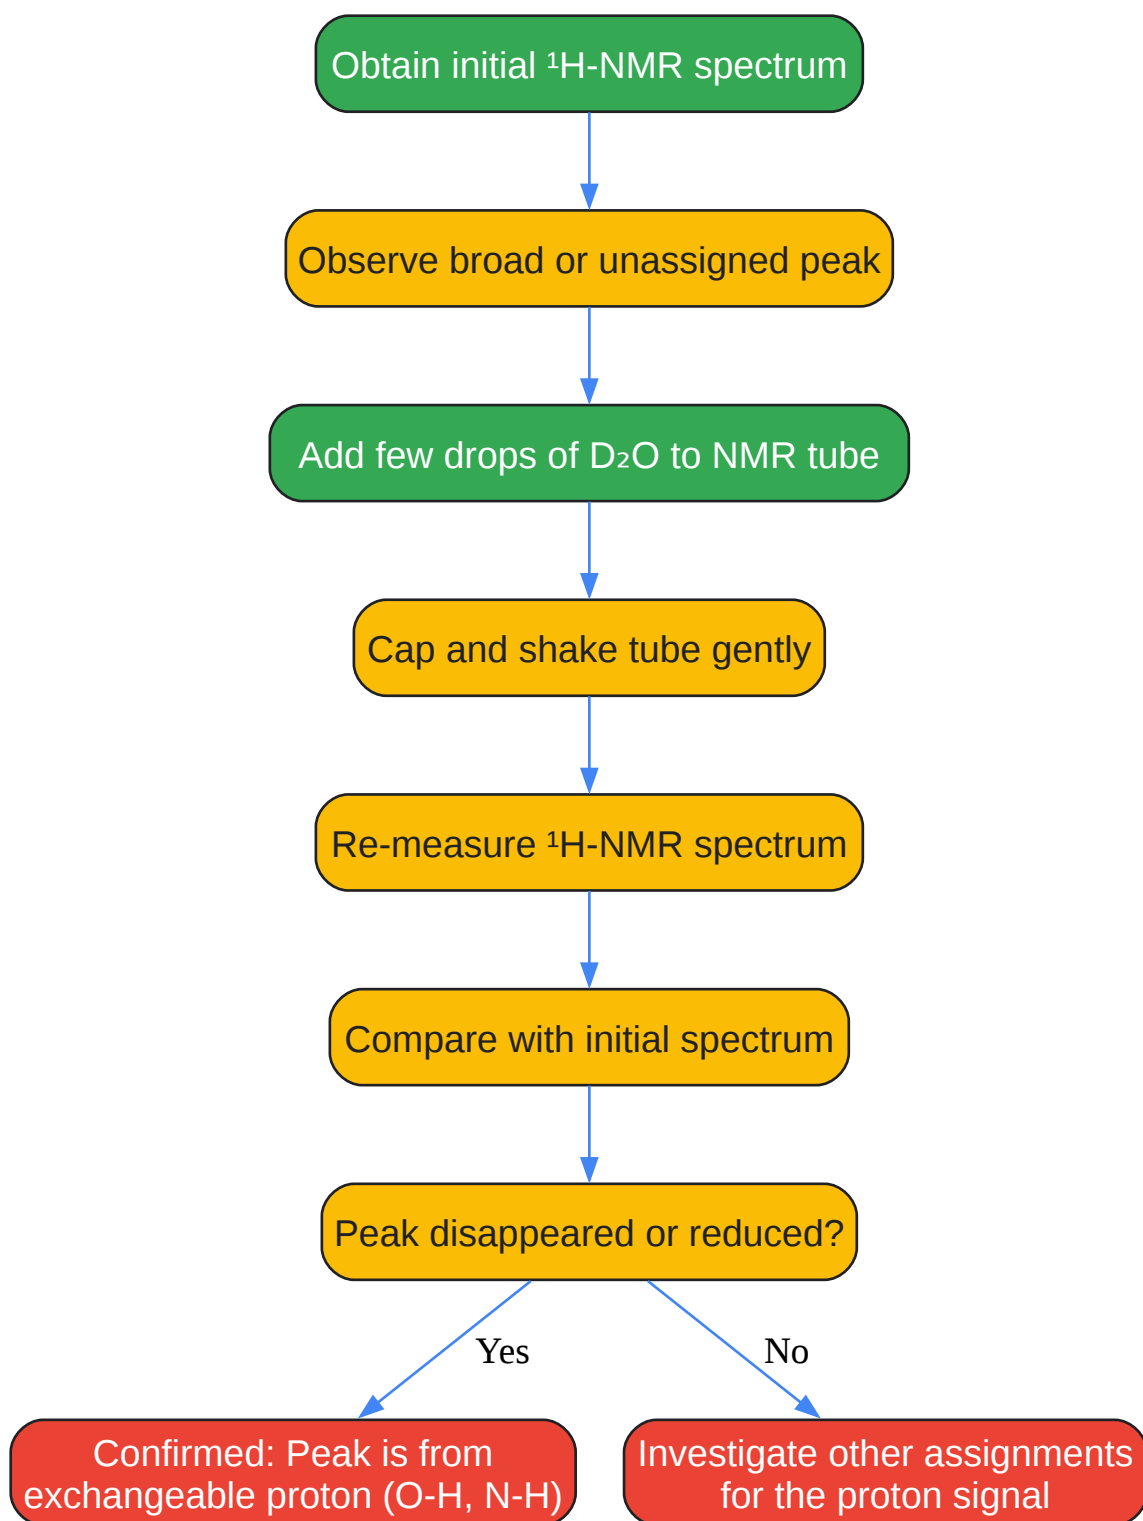 Obtain initial ¹H-NMR spectrum
Observe broad or unassigned peak
Add few drops of D₂O to NMR tube
Cap and shake tube gently
Re-measure ¹H-NMR spectrum
Compare with initial spectrum
Peak disappeared or reduced?
Yes
No
Confirmed: Peak is from
exchangeable proton (O-H, N-H)
Investigate other assignments
for the proton signal